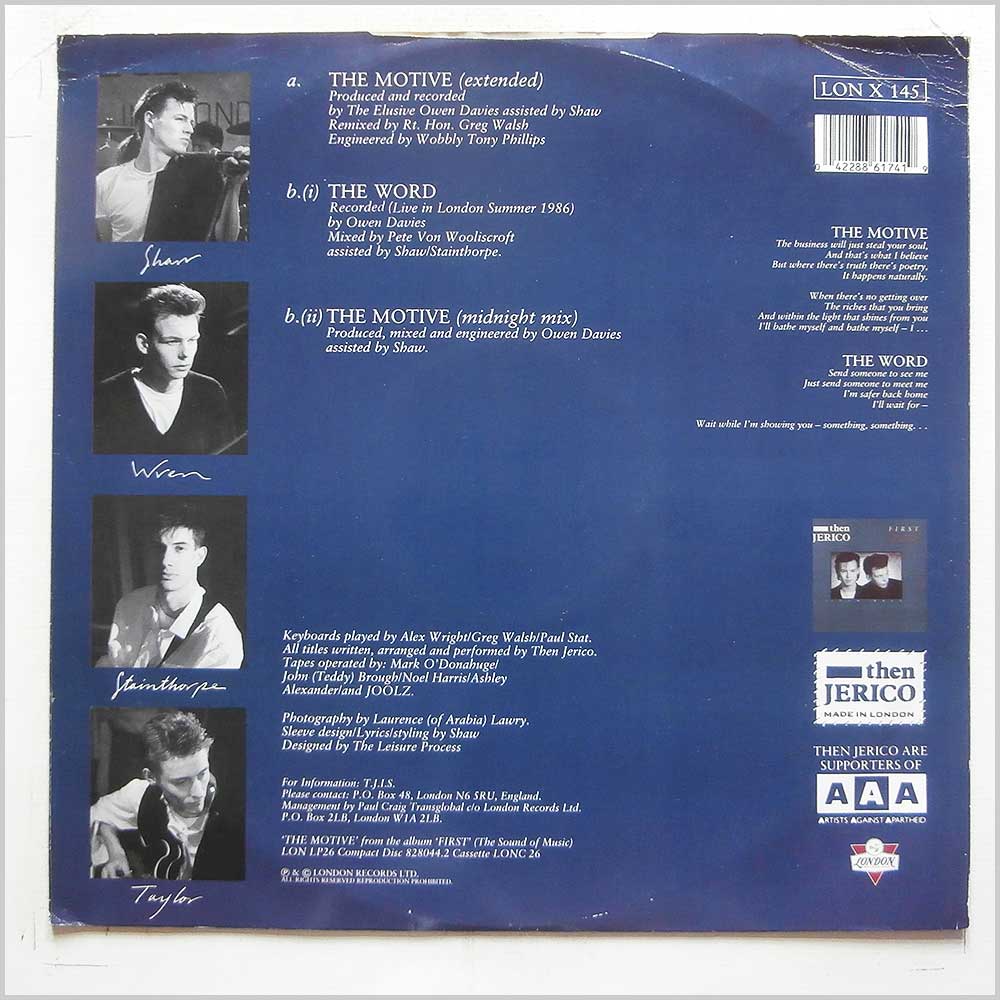 Shaw
Wren
Stainthorpe
Taylor
a. THE MOTIVE (extended)
Produced and recorded
by The Elusive Owen Davies assisted by Shaw
Remixed by Rt. Hon. Greg Walsh
Engineered by Wobbly Tony Phillips
b.(i) THE WORD
Recorded (Live in London Summer 1986)
by Owen Davies
Mixed by Pete Von Wooliscroft
assisted by Shaw/Stainthorpe.
b.(ii) THE MOTIVE (midnight mix)
Produced, mixed and engineered by Owen Davies
assisted by Shaw.
Keyboards played by Alex Wright/Greg Walsh/Paul Stat.
All titles written, arranged and performed by Then Jerico.
Tapes operated by: Mark O'Donahuge/
John (Teddy) Brough/Noel Harris/Ashley
Alexander/and JOOLZ.
Photography by Laurence (of Arabia) Lawry.
Sleeve design/Lyrics/styling by Shaw
Designed by The Leisure Process
For Information: T.J.I.S.
Please contact: P.O. Box 48, London N6 5RU, England.
Management by Paul Craig Transglobal c/o London Records Ltd.
P.O. Box 2LB, London W1A 2LB.
'THE MOTIVE' from the album 'FIRST' (The Sound of Music)
LON LP26 Compact Disc 828044.2 Cassette LONC 26
℗ & © LONDON RECORDS LTD.
ALL RIGHTS RESERVED REPRODUCTION PROHIBITED.
LON X 145
0 42288 61741 9
THE MOTIVE
The business will just steal your soul,
And that's what I believe
But where there's truth there's poetry,
It happens naturally.
When there's no getting over
The riches that you bring
And within the light that shines from you
I'll bathe myself and bathe myself – I ...
THE WORD
Send someone to see me
Just send someone to meet me
I'm safer back home
I'll wait for –
Wait while I'm showing you – something, something. . .
then
JERICO
FIRST
then
JERICO
MADE IN LONDON
THEN JERICO ARE
SUPPORTERS OF
AAA
ARTISTS AGAINST APARTHEID
LONDON